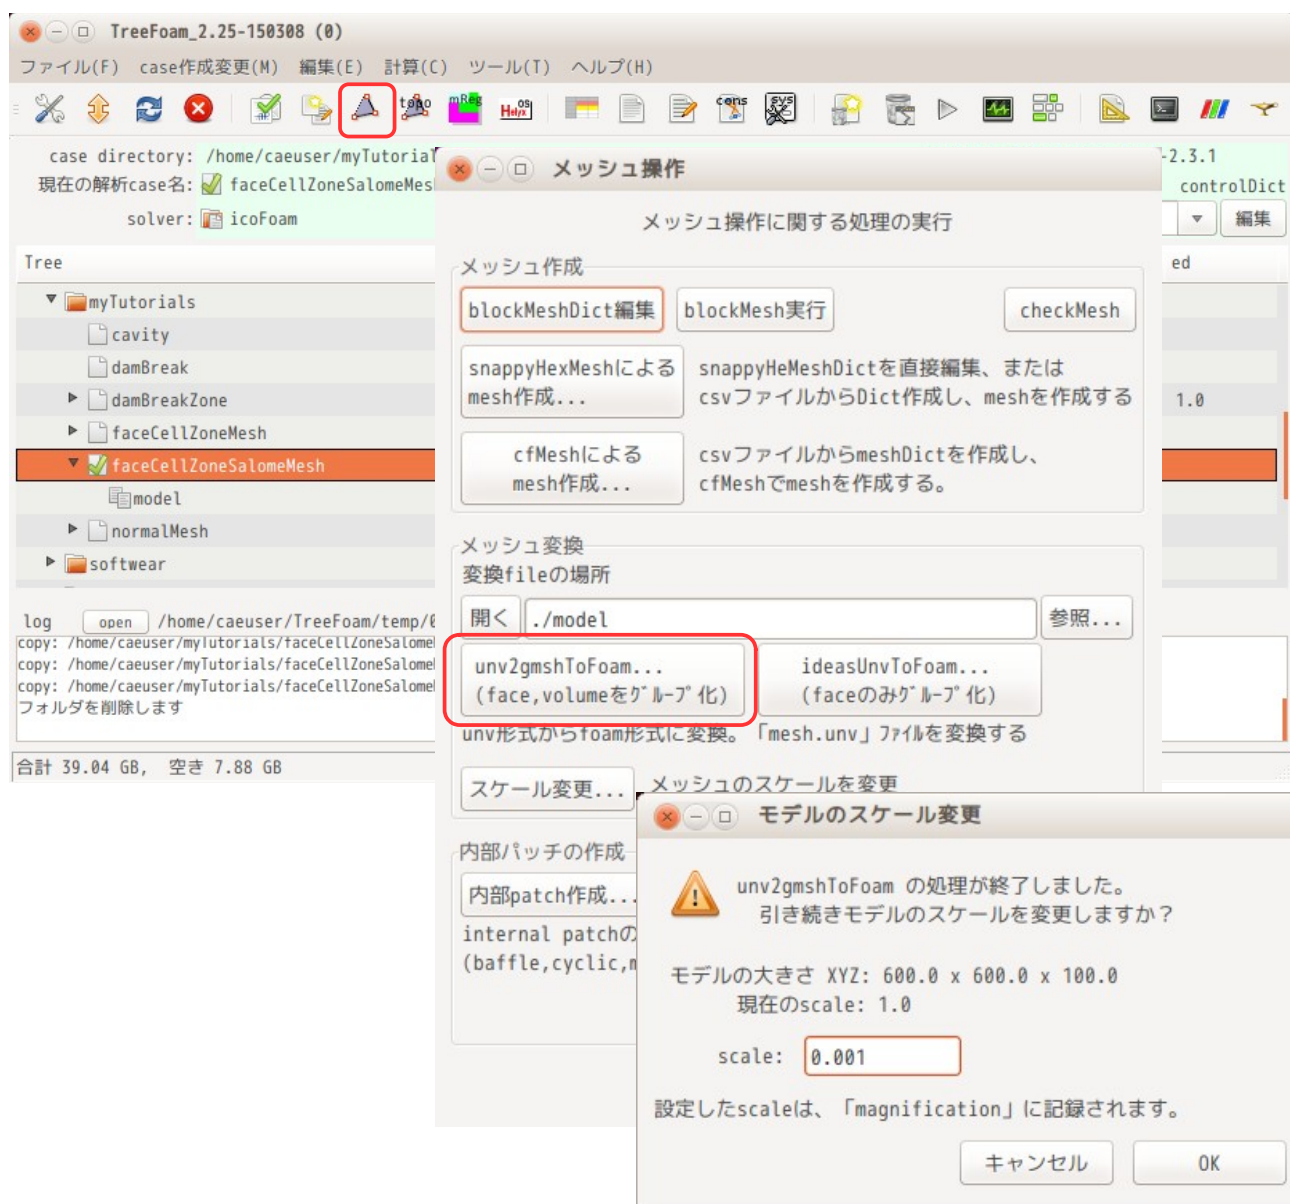 TreeFoam_2.25-150308 (0)
ファイル(F) case作成変更(M) 編集(E) 計算(C) ツール(T) ヘルプ(H)
topo mReg HelyxOS cons sys
case directory: /home/caeuser/myTutorial
-2.3.1
現在の解析case名: faceCellZoneSalomeMes
controlDict
solver: icoFoam
編集
Tree
ed
myTutorials
cavity
damBreak
damBreakZone
1.0
faceCellZoneMesh
faceCellZoneSalomeMesh
model
normalMesh
softwear
log open /home/caeuser/TreeFoam/temp/
copy: /home/caeuser/myTutorials/faceCellZoneSalome
copy: /home/caeuser/myTutorials/faceCellZoneSalome
copy: /home/caeuser/myTutorials/faceCellZoneSalome
フォルダを削除します
合計 39.04 GB, 空き 7.88 GB
メッシュ操作
メッシュ操作に関する処理の実行
メッシュ作成
blockMeshDict編集 blockMesh実行 checkMesh
snappyHexMeshによる
mesh作成...
snappyHeMeshDictを直接編集、または
csvファイルからDict作成し、meshを作成する
cfMeshによる
mesh作成...
csvファイルからmeshDictを作成し、
cfMeshでmeshを作成する。
メッシュ変換
変換fileの場所
開く ./model 参照...
unv2gmshToFoam...
(face,volumeをグループ化)
ideasUnvToFoam...
(faceのみグループ化)
unv形式からfoam形式に変換。「mesh.unv」ファイルを変換する
スケール変更... メッシュのスケールを変更
内部パッチの作成
内部patch作成...
internal patchの
(baffle,cyclic,m
モデルのスケール変更
unv2gmshToFoam の処理が終了しました。
引き続きモデルのスケールを変更しますか？
モデルの大きさ XYZ: 600.0 x 600.0 x 100.0
現在のscale: 1.0
scale: 0.001
設定したscaleは、「magnification」に記録されます。
キャンセル OK